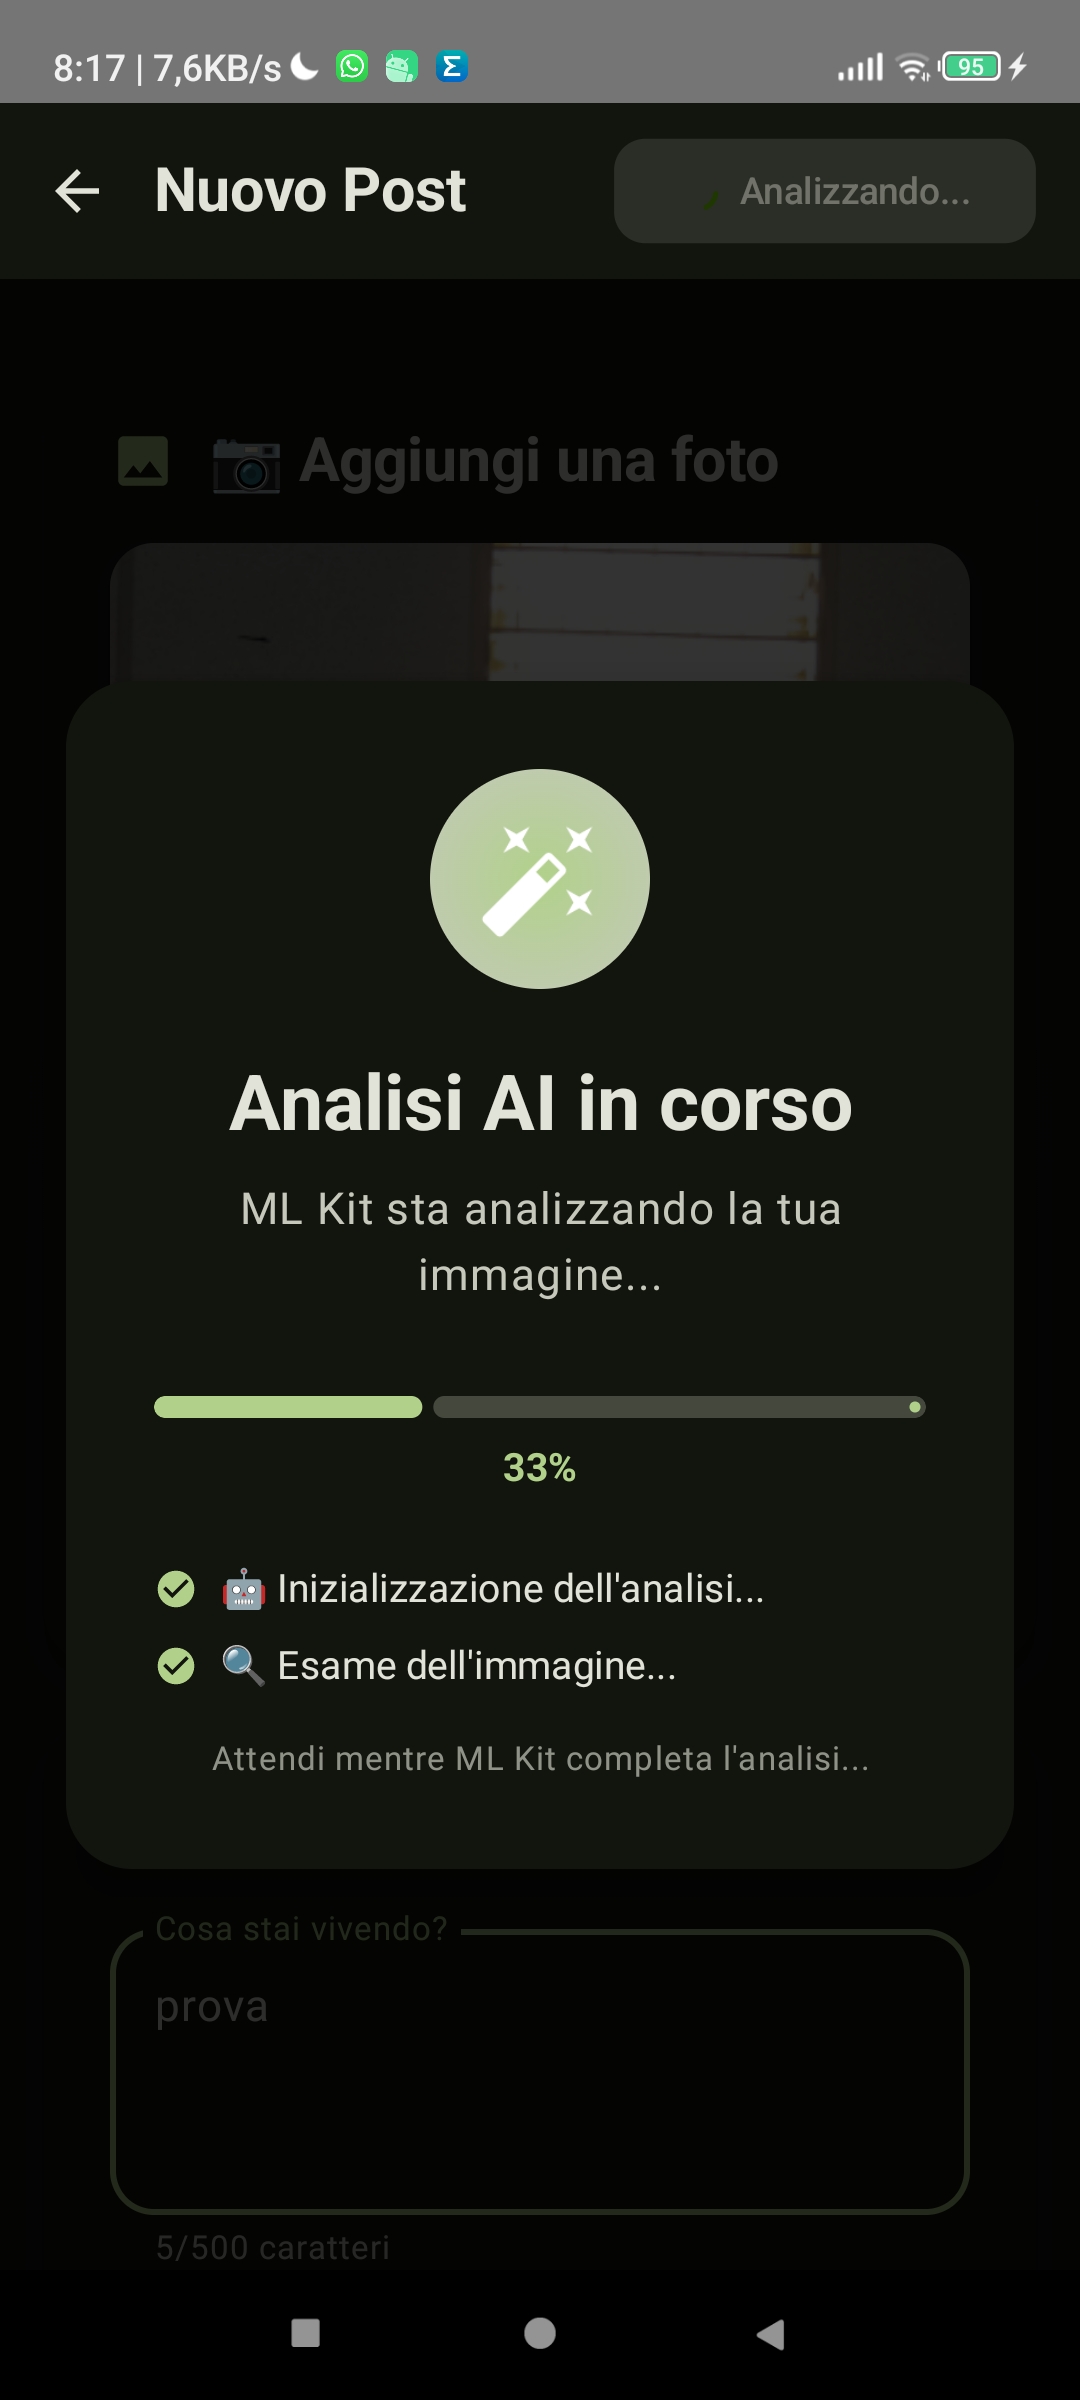 8:17 | 7,6KB/s
95
Nuovo Post
Analizzando...
📷 Aggiungi una foto
Analisi AI in corso
ML Kit sta analizzando la tua
immagine...
33%
🤖 Inizializzazione dell'analisi...
🔍 Esame dell'immagine...
Attendi mentre ML Kit completa l'analisi...
Cosa stai vivendo?
prova
5/500 caratteri